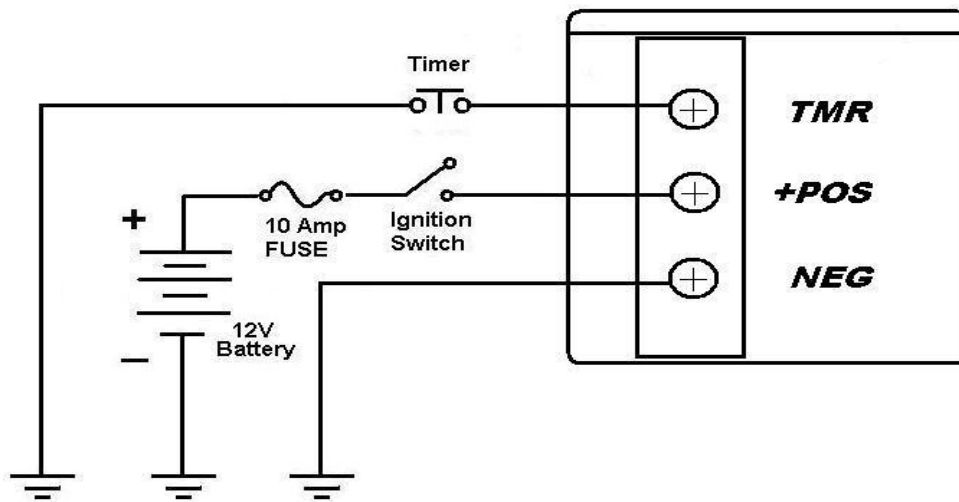 Timer
TMR
+POS
10 Amp
FUSE
Ignition
Switch
+
NEG
12V
Battery
–